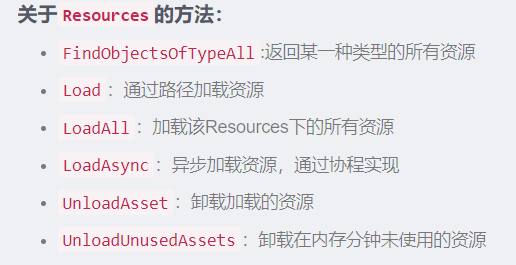 关于 Resources 的方法：
FindObjectsOfTypeAll:返回某一种类型的所有资源
Load： 通过路径加载资源
LoadAll： 加载该Resources下的所有资源
LoadAsync： 异步加载资源，通过协程实现
UnloadAsset： 卸载加载的资源
UnloadUnusedAssets： 卸载在内存分钟未使用的资源